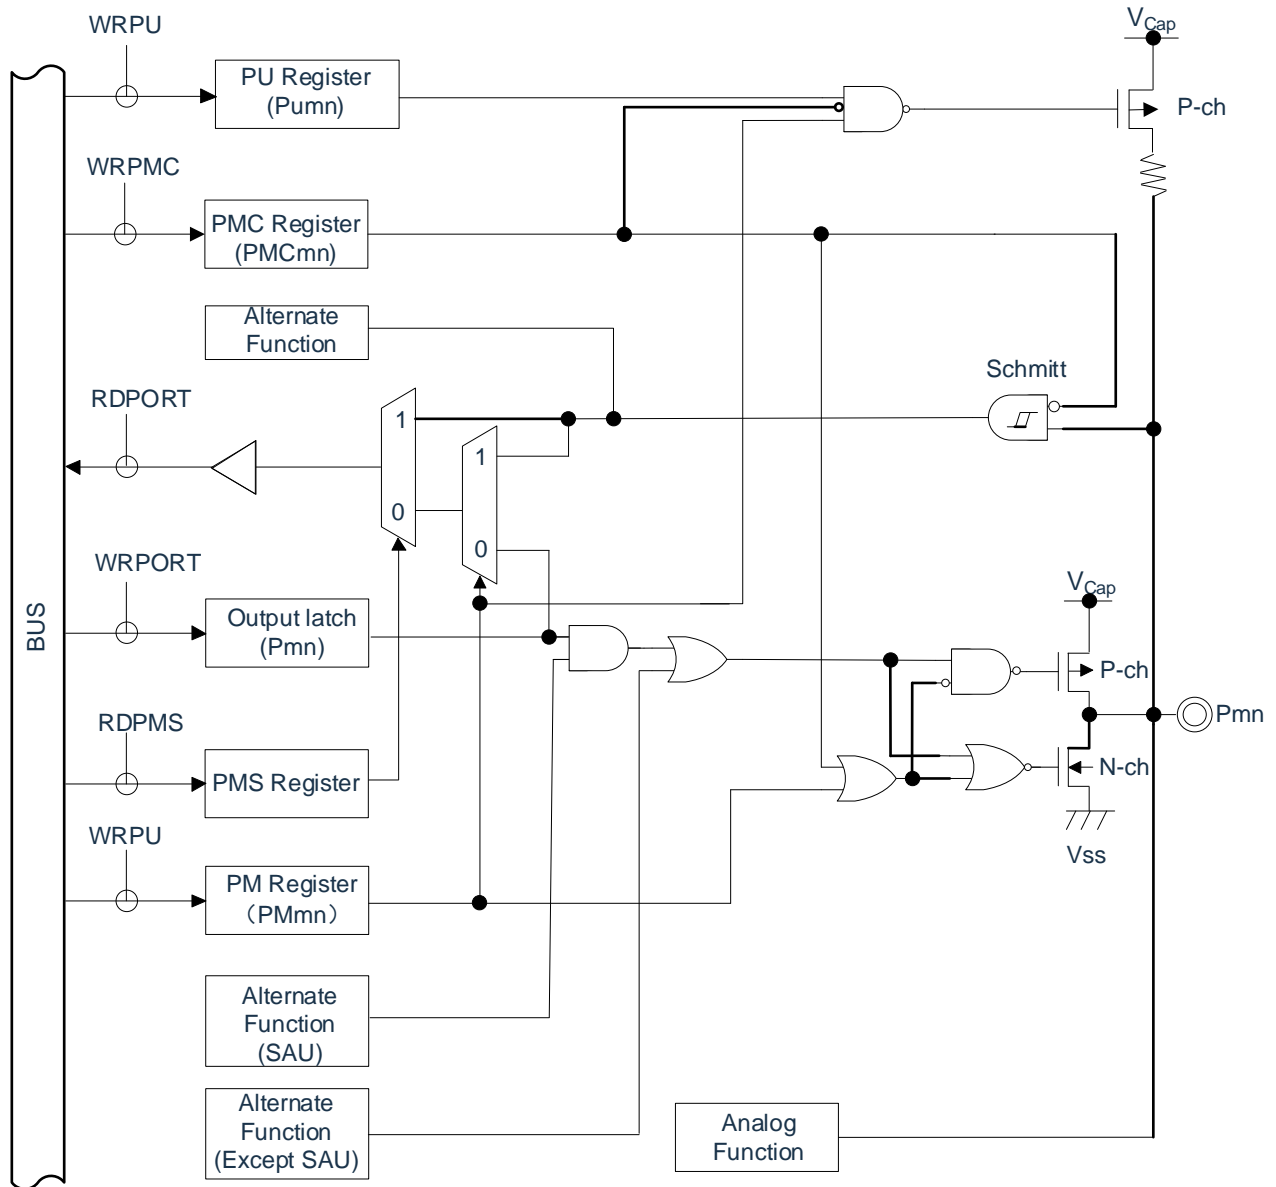 WRPU
V_Cap
PU Register
(Pumn)
P-ch
WRPMC
PMC Register
(PMCmn)
Alternate
Function
Schmitt
RDPORT
1
1
0
0
WRPORT
V_Cap
BUS
Output latch
(Pmn)
P-ch
Pmn
RDPMS
PMS Register
N-ch
WRPU
Vss
PM Register
（PMmn）
Alternate
Function
(SAU)
Alternate
Function
(Except SAU)
Analog
Function